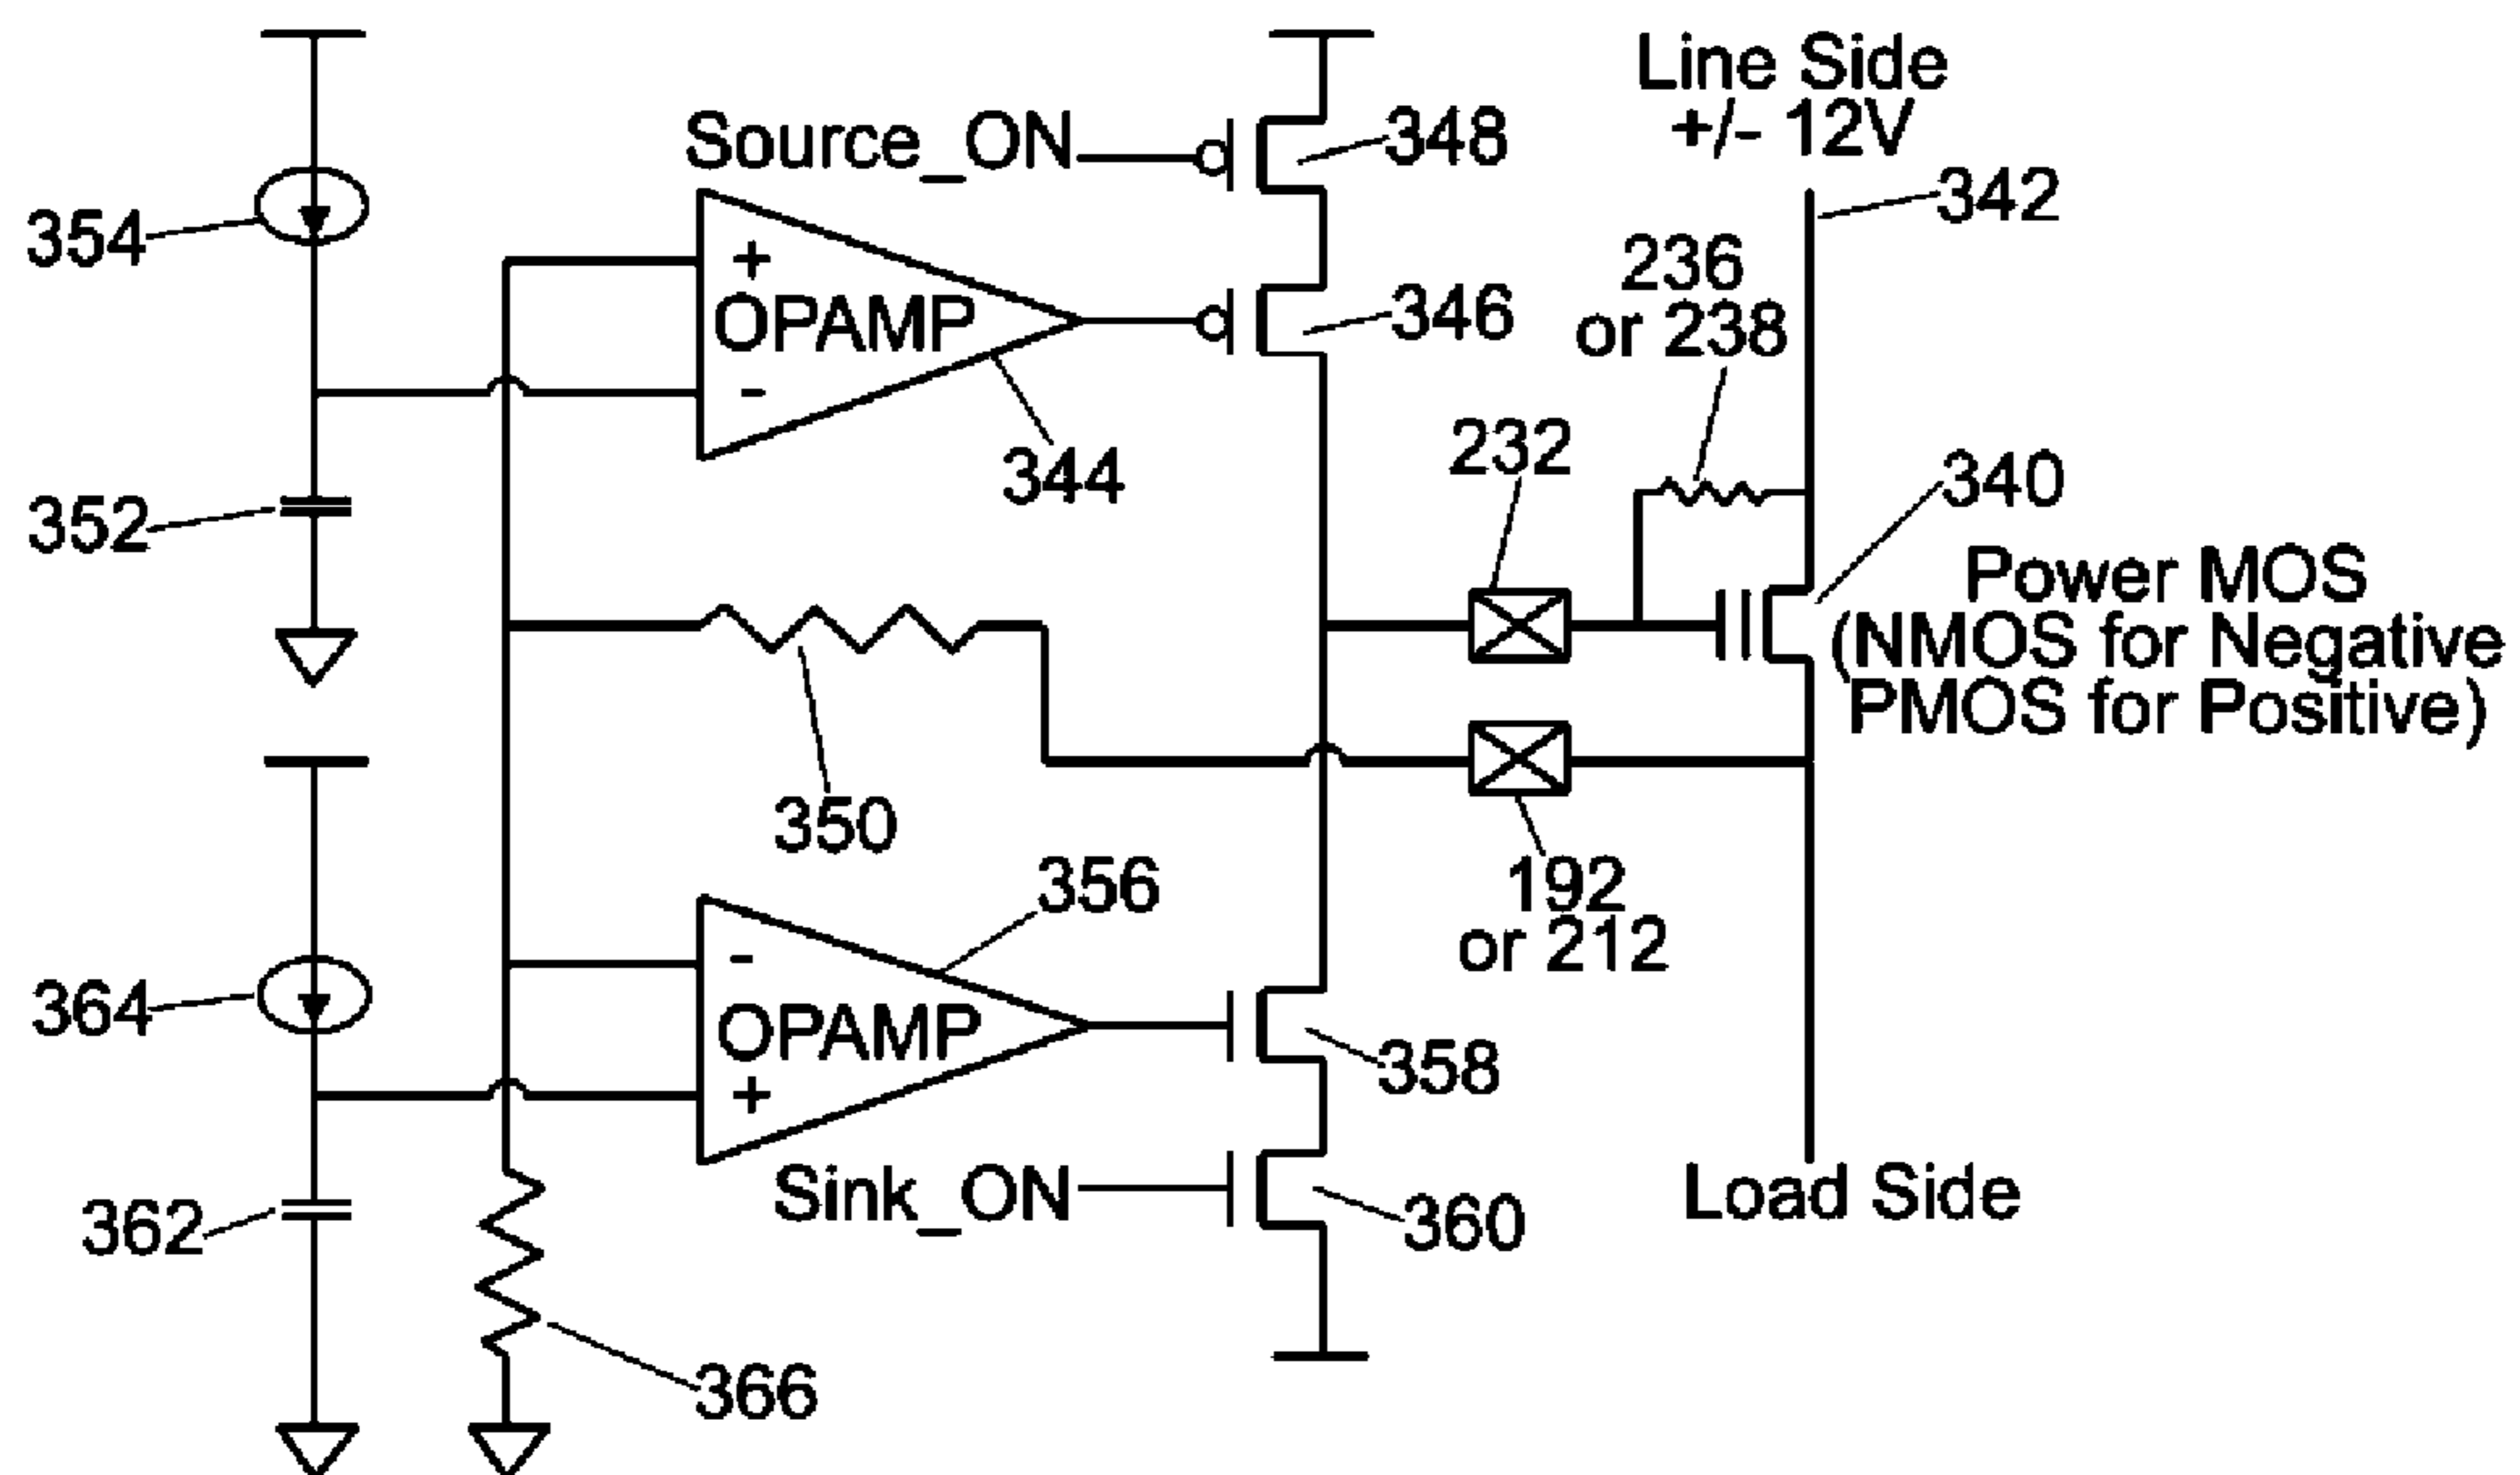 Line Side
+/- 12V
Source_ON
348
342
354
+
OPAMP
-
346
236
or 238
344
232
340
352
Power MOS
(NMOS for Negative
PMOS for Positive)
350
356
192
or 212
364
-
OPAMP
+
358
362
Sink_ON
360
Load Side
366